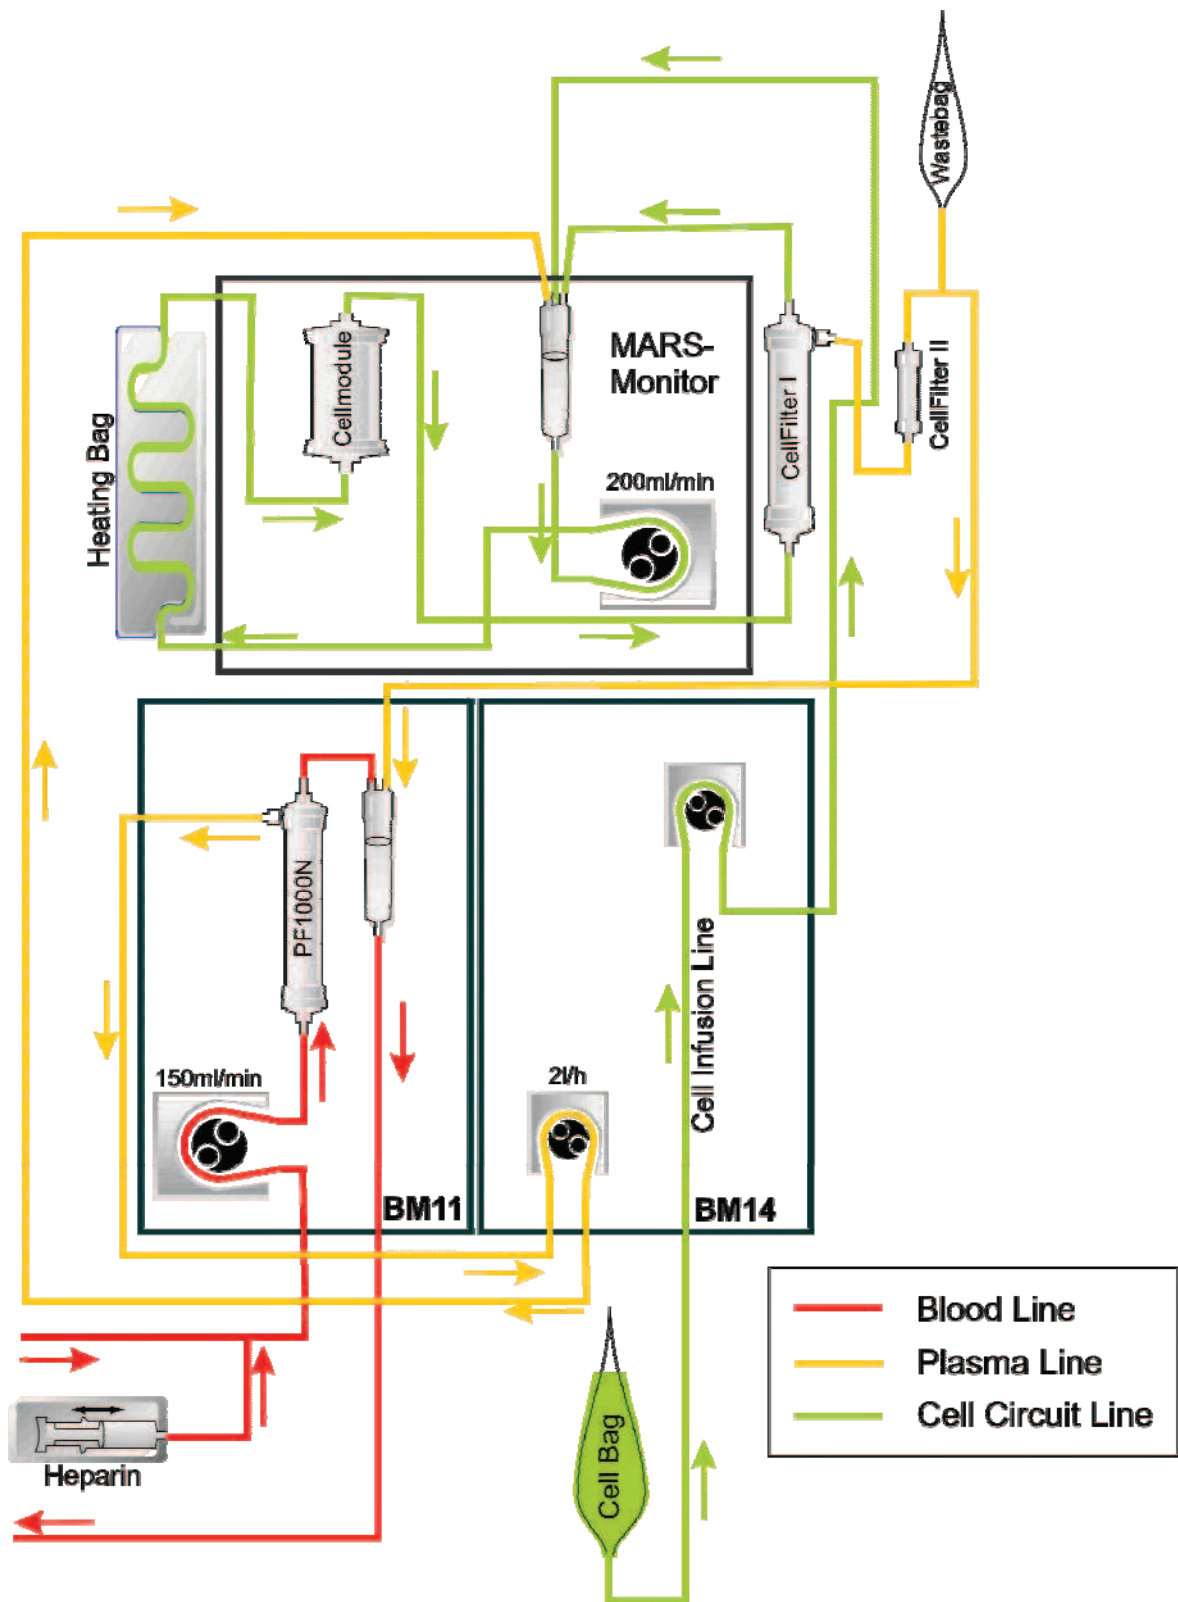 Wastebag
MARS-
Monitor
Cellmodule
CellFilter I
CellFilter II
Heating Bag
200ml/min
PF1000N
Cell Infusion Line
150ml/min
2l/h
BM11
BM14
Blood Line
Plasma Line
Cell Circuit Line
Heparin
Cell Bag